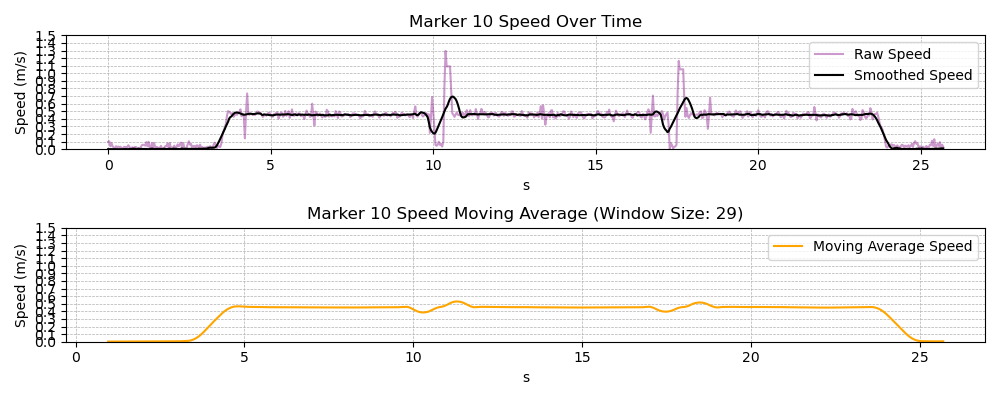 Marker 10 Speed Over Time
Speed (m/s)
1.5
1.4
1.3
1.2
1.1
1.0
0.9
0.8
0.7
0.6
0.5
0.4
0.3
0.2
0.1
0.0
Raw Speed
Smoothed Speed
0 5 10 15 20 25
s
Marker 10 Speed Moving Average (Window Size: 29)
Speed (m/s)
1.5
1.4
1.3
1.2
1.1
1.0
0.9
0.8
0.7
0.6
0.5
0.4
0.3
0.2
0.1
0.0
Moving Average Speed
0 5 10 15 20 25
s